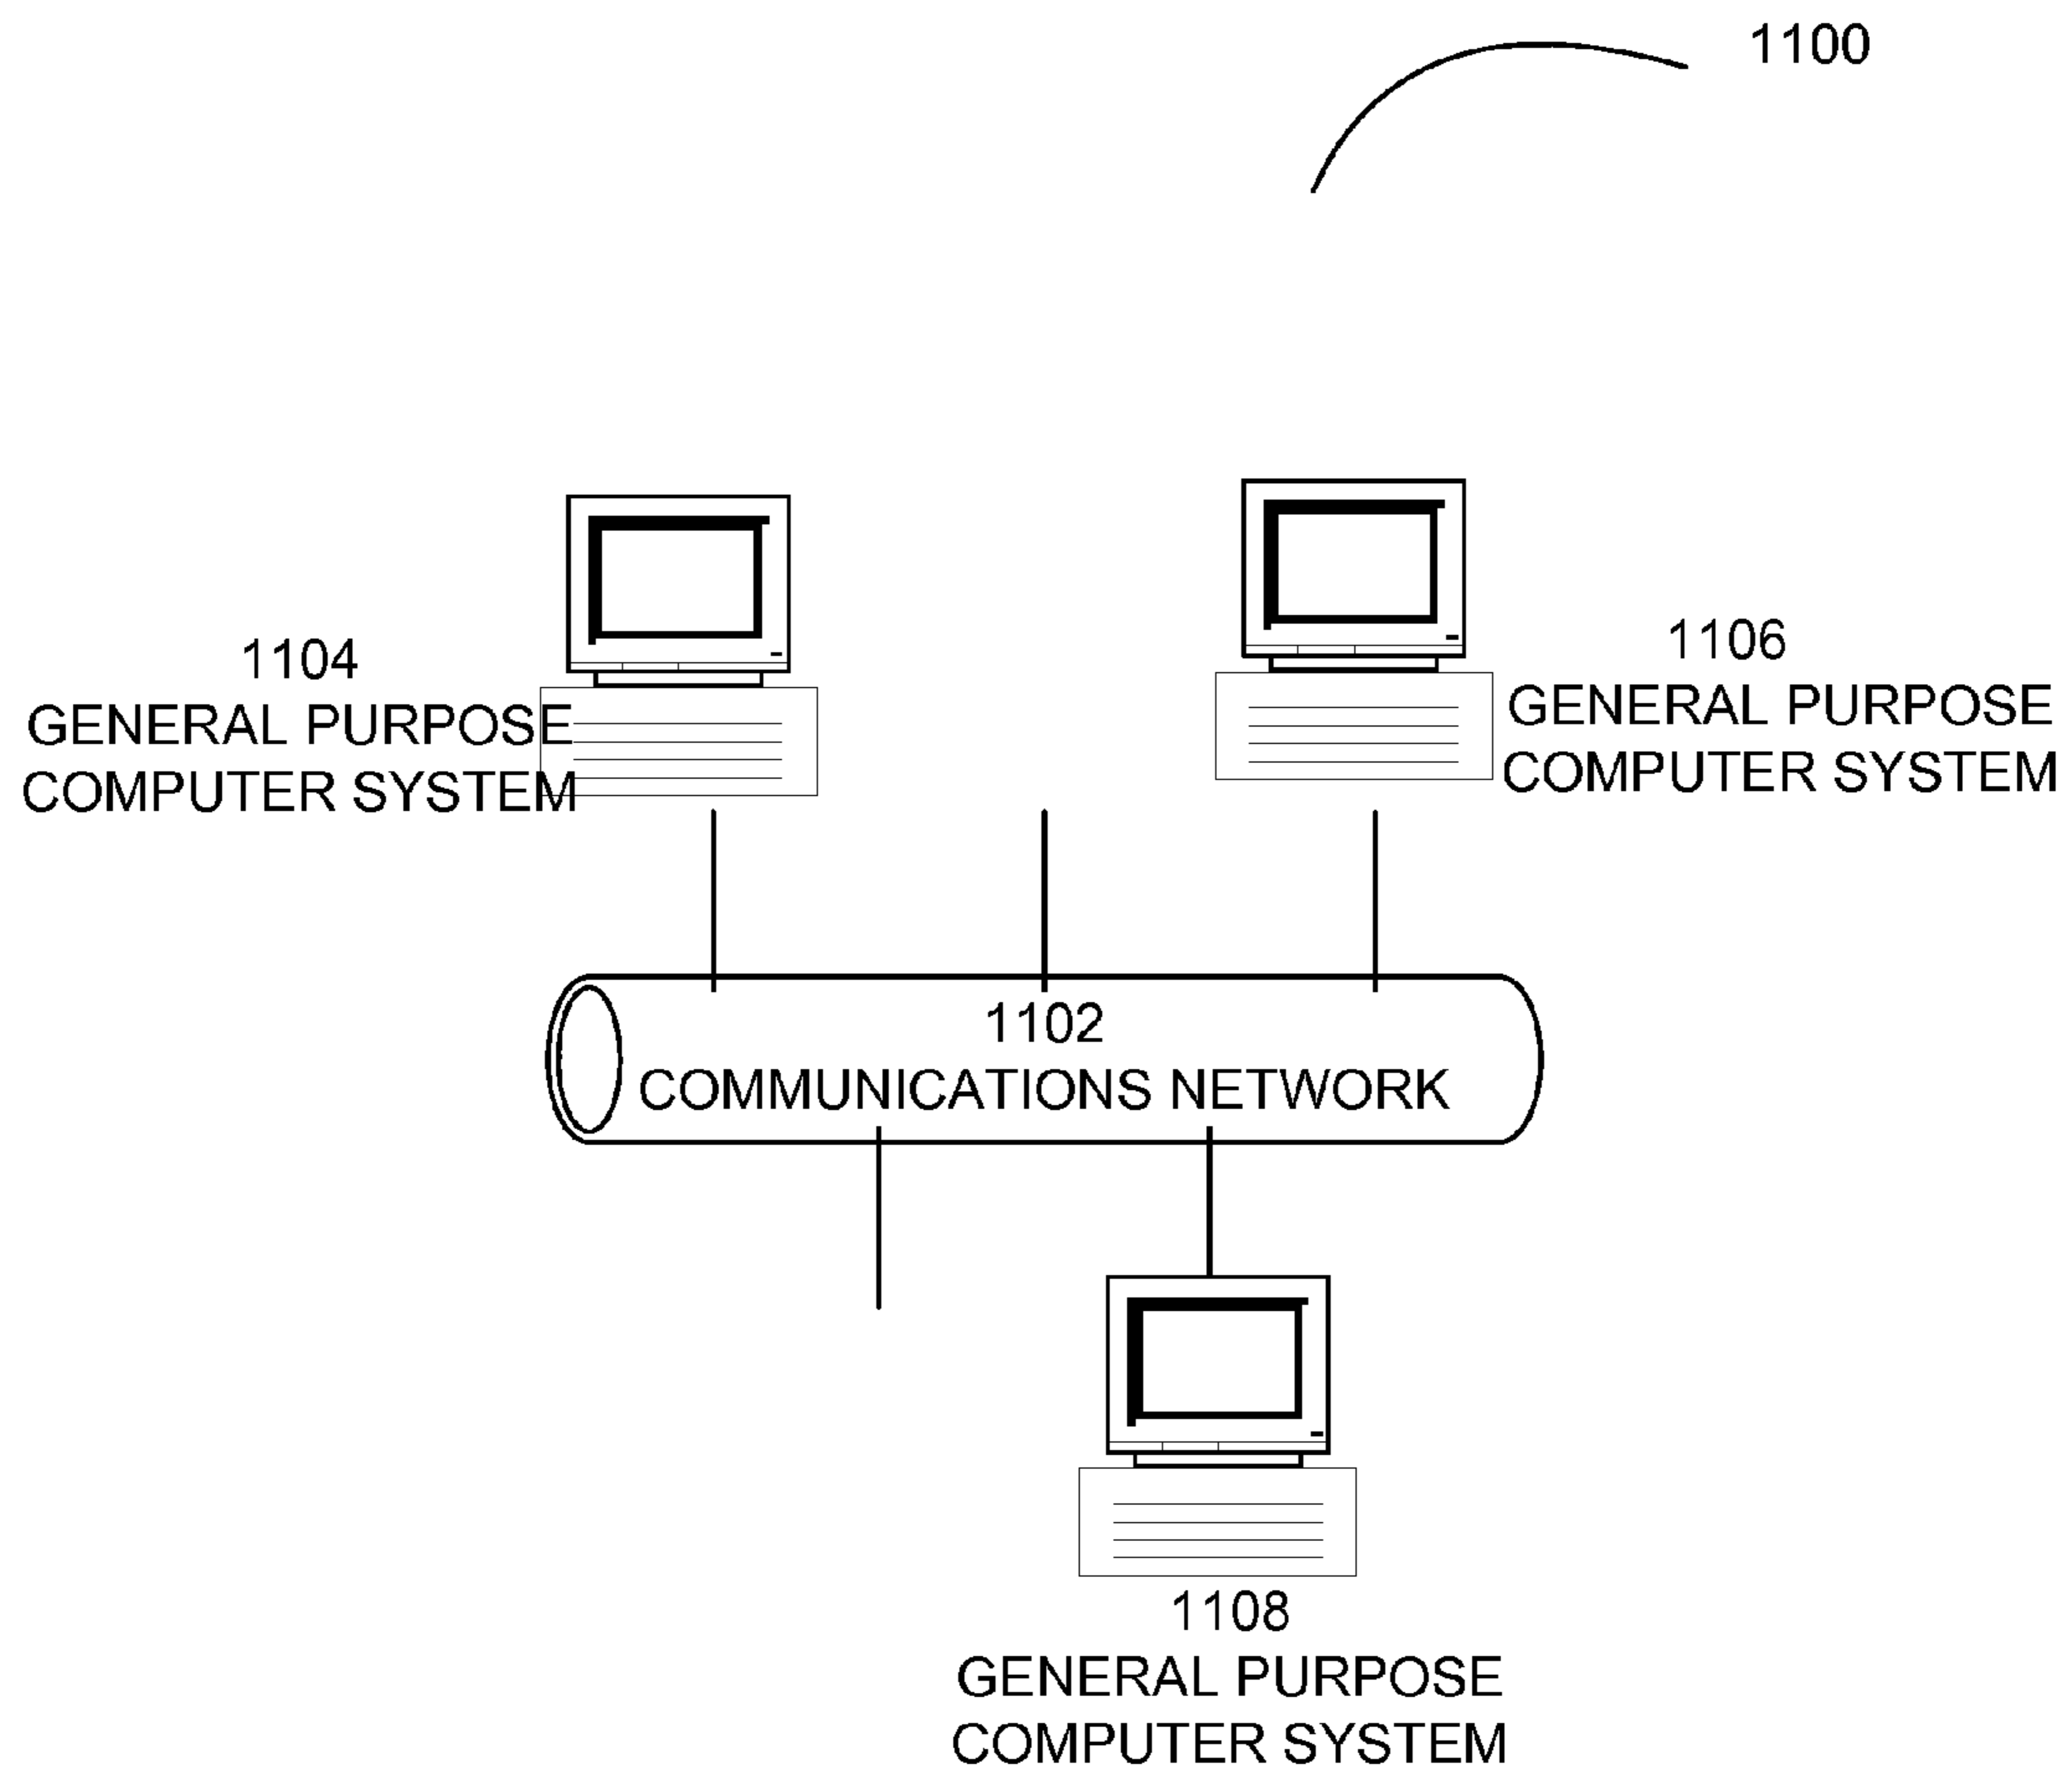 1100
1104
GENERAL PURPOSE
COMPUTER SYSTEM
1106
GENERAL PURPOSE
COMPUTER SYSTEM
1102
COMMUNICATIONS NETWORK
1108
GENERAL PURPOSE
COMPUTER SYSTEM